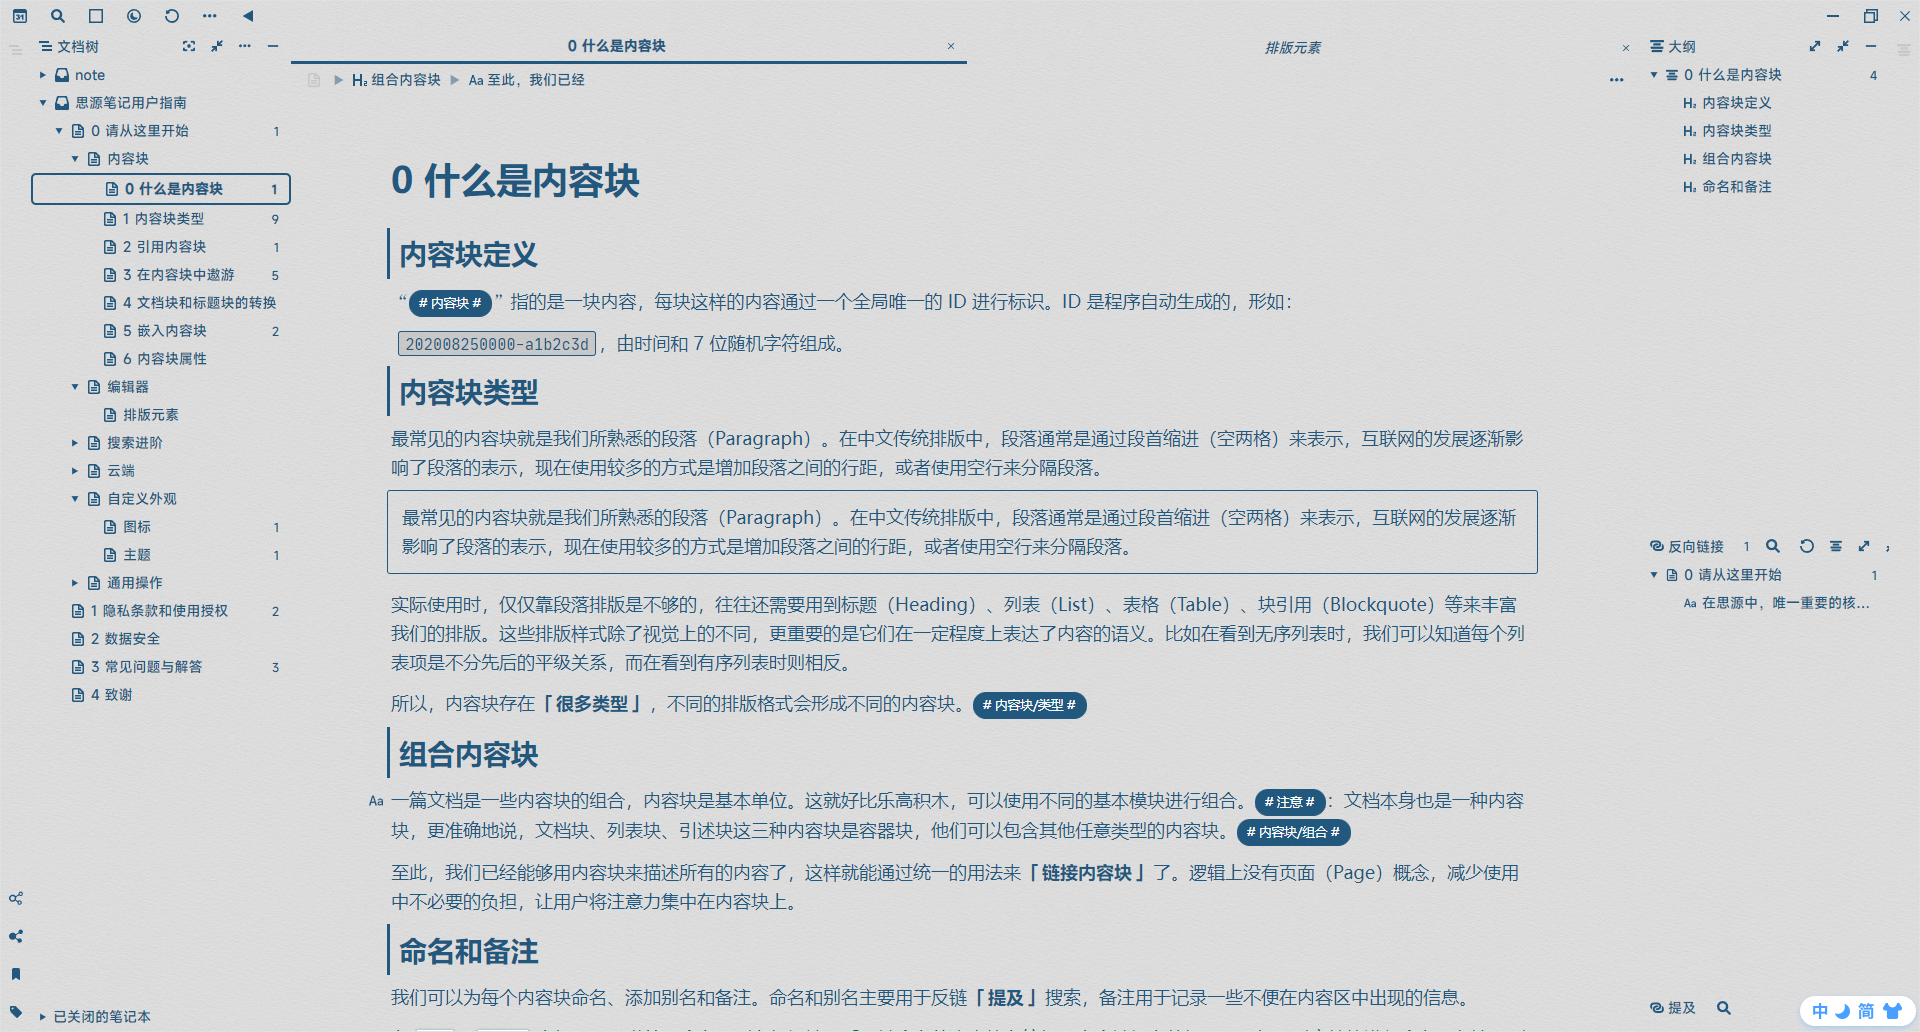 31
文档树
note
思源笔记用户指南
0 请从这里开始 1
内容块
0 什么是内容块 1
1 内容块类型 9
2 引用内容块 1
3 在内容块中遨游 5
4 文档块和标题块的转换
5 嵌入内容块 2
6 内容块属性
编辑器
排版元素
搜索进阶
云端
自定义外观
图标 1
主题 1
通用操作
1 隐私条款和使用授权 2
2 数据安全
3 常见问题与解答 3
4 致谢
已关闭的笔记本
0 什么是内容块
排版元素
H₂ 组合内容块 Aa 至此，我们已经
0 什么是内容块
内容块定义
“# 内容块 #”指的是一块内容，每块这样的内容通过一个全局唯一的 ID 进行标识。ID 是程序自动生成的，形如：
202008250000-a1b2c3d，由时间和 7 位随机字符组成。
内容块类型
最常见的内容块就是我们所熟悉的段落（Paragraph）。在中文传统排版中，段落通常是通过段首缩进（空两格）来表示，互联网的发展逐渐影
响了段落的表示，现在使用较多的方式是增加段落之间的行距，或者使用空行来分隔段落。
最常见的内容块就是我们所熟悉的段落（Paragraph）。在中文传统排版中，段落通常是通过段首缩进（空两格）来表示，互联网的发展逐渐
影响了段落的表示，现在使用较多的方式是增加段落之间的行距，或者使用空行来分隔段落。
实际使用时，仅仅靠段落排版是不够的，往往还需要用到标题（Heading）、列表（List）、表格（Table）、块引用（Blockquote）等来丰富
我们的排版。这些排版样式除了视觉上的不同，更重要的是它们在一定程度上表达了内容的语义。比如在看到无序列表时，我们可以知道每个列
表项是不分先后的平级关系，而在看到有序列表时则相反。
所以，内容块存在「很多类型」，不同的排版格式会形成不同的内容块。# 内容块/类型 #
组合内容块
Aa 一篇文档是一些内容块的组合，内容块是基本单位。这就好比乐高积木，可以使用不同的基本模块进行组合。# 注意 #：文档本身也是一种内容
块，更准确地说，文档块、列表块、引述块这三种内容块是容器块，他们可以包含其他任意类型的内容块。# 内容块/组合 #
至此，我们已经能够用内容块来描述所有的内容了，这样就能通过统一的用法来「链接内容块」了。逻辑上没有页面（Page）概念，减少使用
中不必要的负担，让用户将注意力集中在内容块上。
命名和备注
我们可以为每个内容块命名、添加别名和备注。命名和别名主要用于反链「提及」搜索，备注用于记录一些不便在内容区中出现的信息。
大纲
0 什么是内容块 4
H₂ 内容块定义
H₂ 内容块类型
H₂ 组合内容块
H₂ 命名和备注
反向链接 1
0 请从这里开始 1
Aa 在思源中，唯一重要的核...
提及
中 简